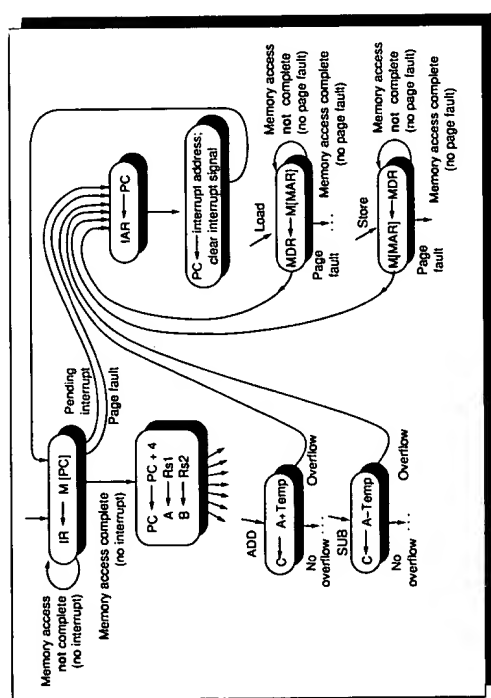 Memory access
not complete
(no interrupt)
IR ← M [PC]
Pending
interrupt
Page fault
Memory access complete
(no interrupt)
PC ← PC + 4
A ← Rs1
B ← Rs2
IAR ← PC
PC ← interrupt address;
clear interrupt signal
ADD
C ← A+Temp
Overflow
No
overflow
...
SUB
C ← A-Temp
Overflow
No
overflow
...
Load
MDR ← M[MAR]
Memory access
not complete
(no page fault)
Page
fault
Memory access complete
(no page fault)
...
Store
M[MAR] ← MDR
Memory access
not complete
(no page fault)
Page
fault
Memory access complete
(no page fault)